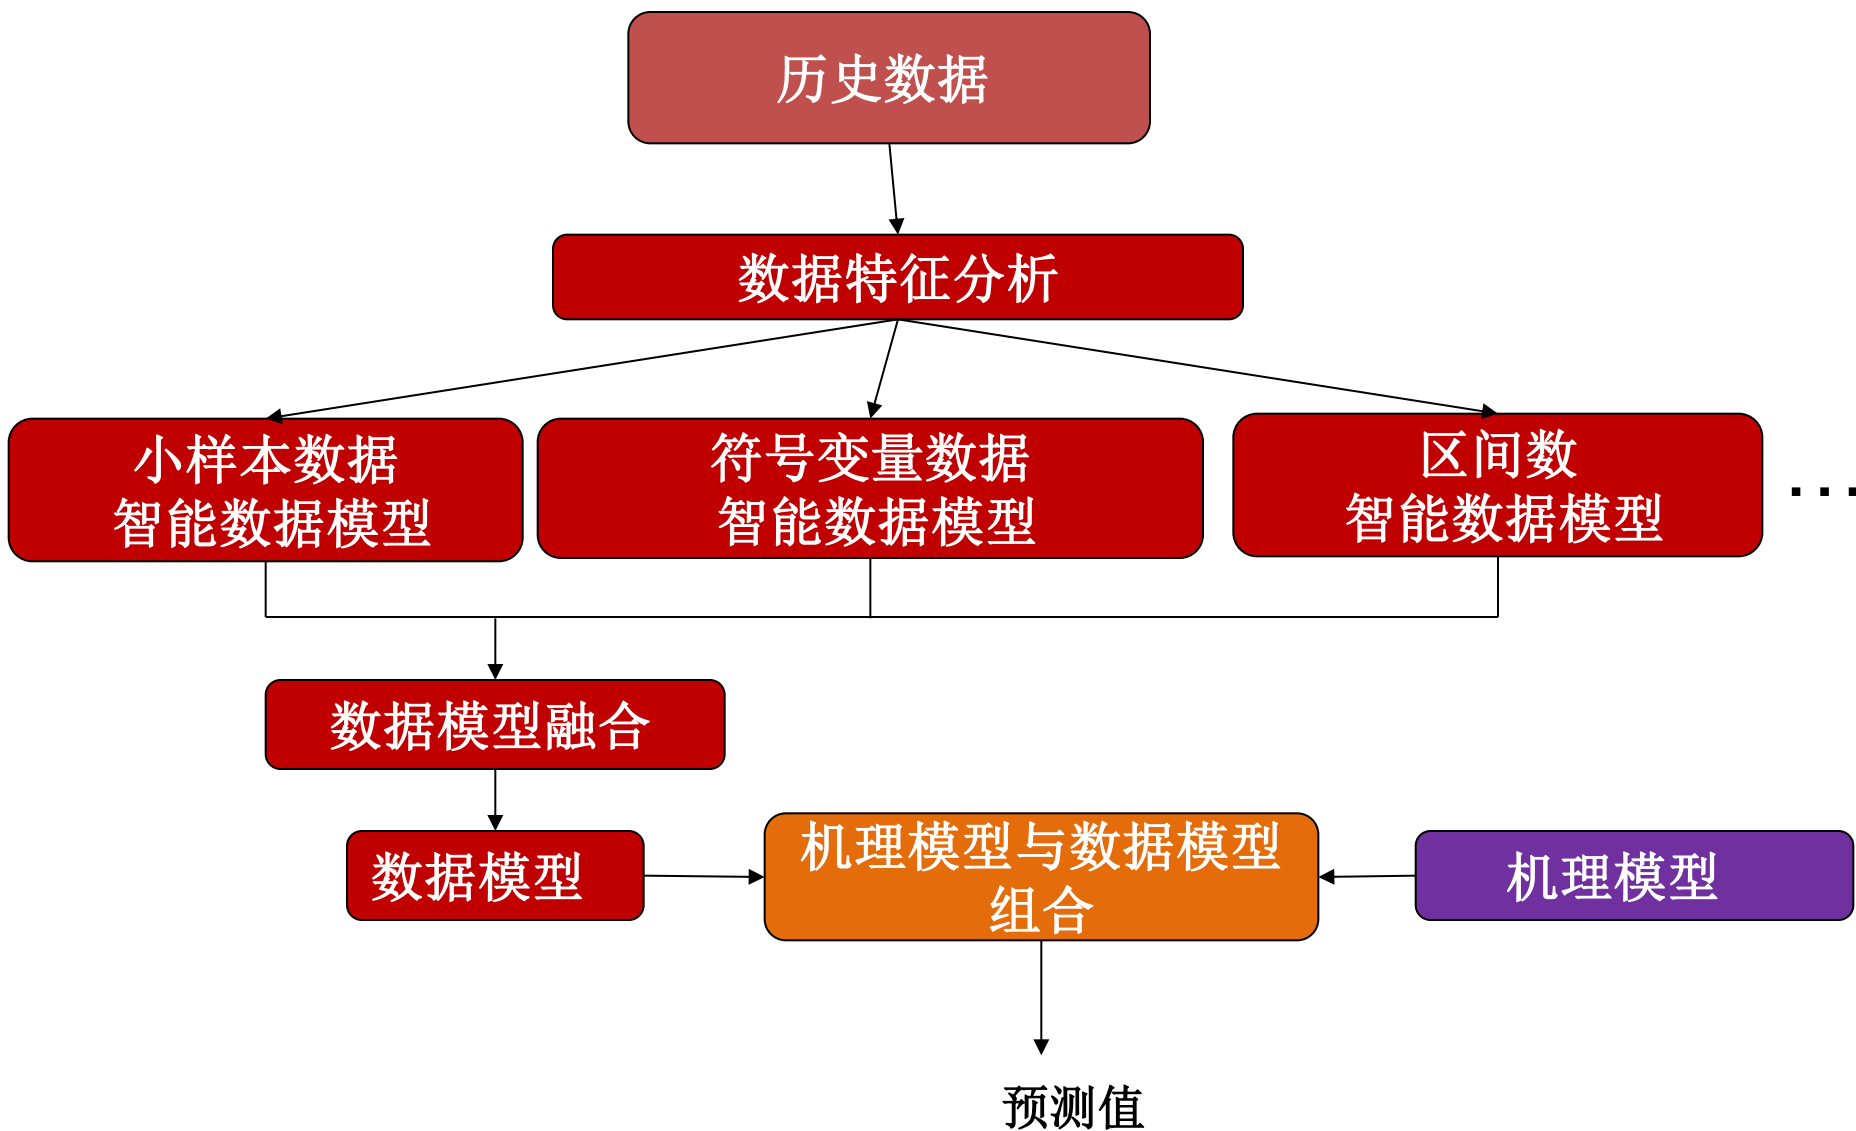 历史数据
数据特征分析
小样本数据
智能数据模型
符号变量数据
智能数据模型
区间数
智能数据模型
...
数据模型融合
数据模型
机理模型与数据模型
组合
机理模型
预测值